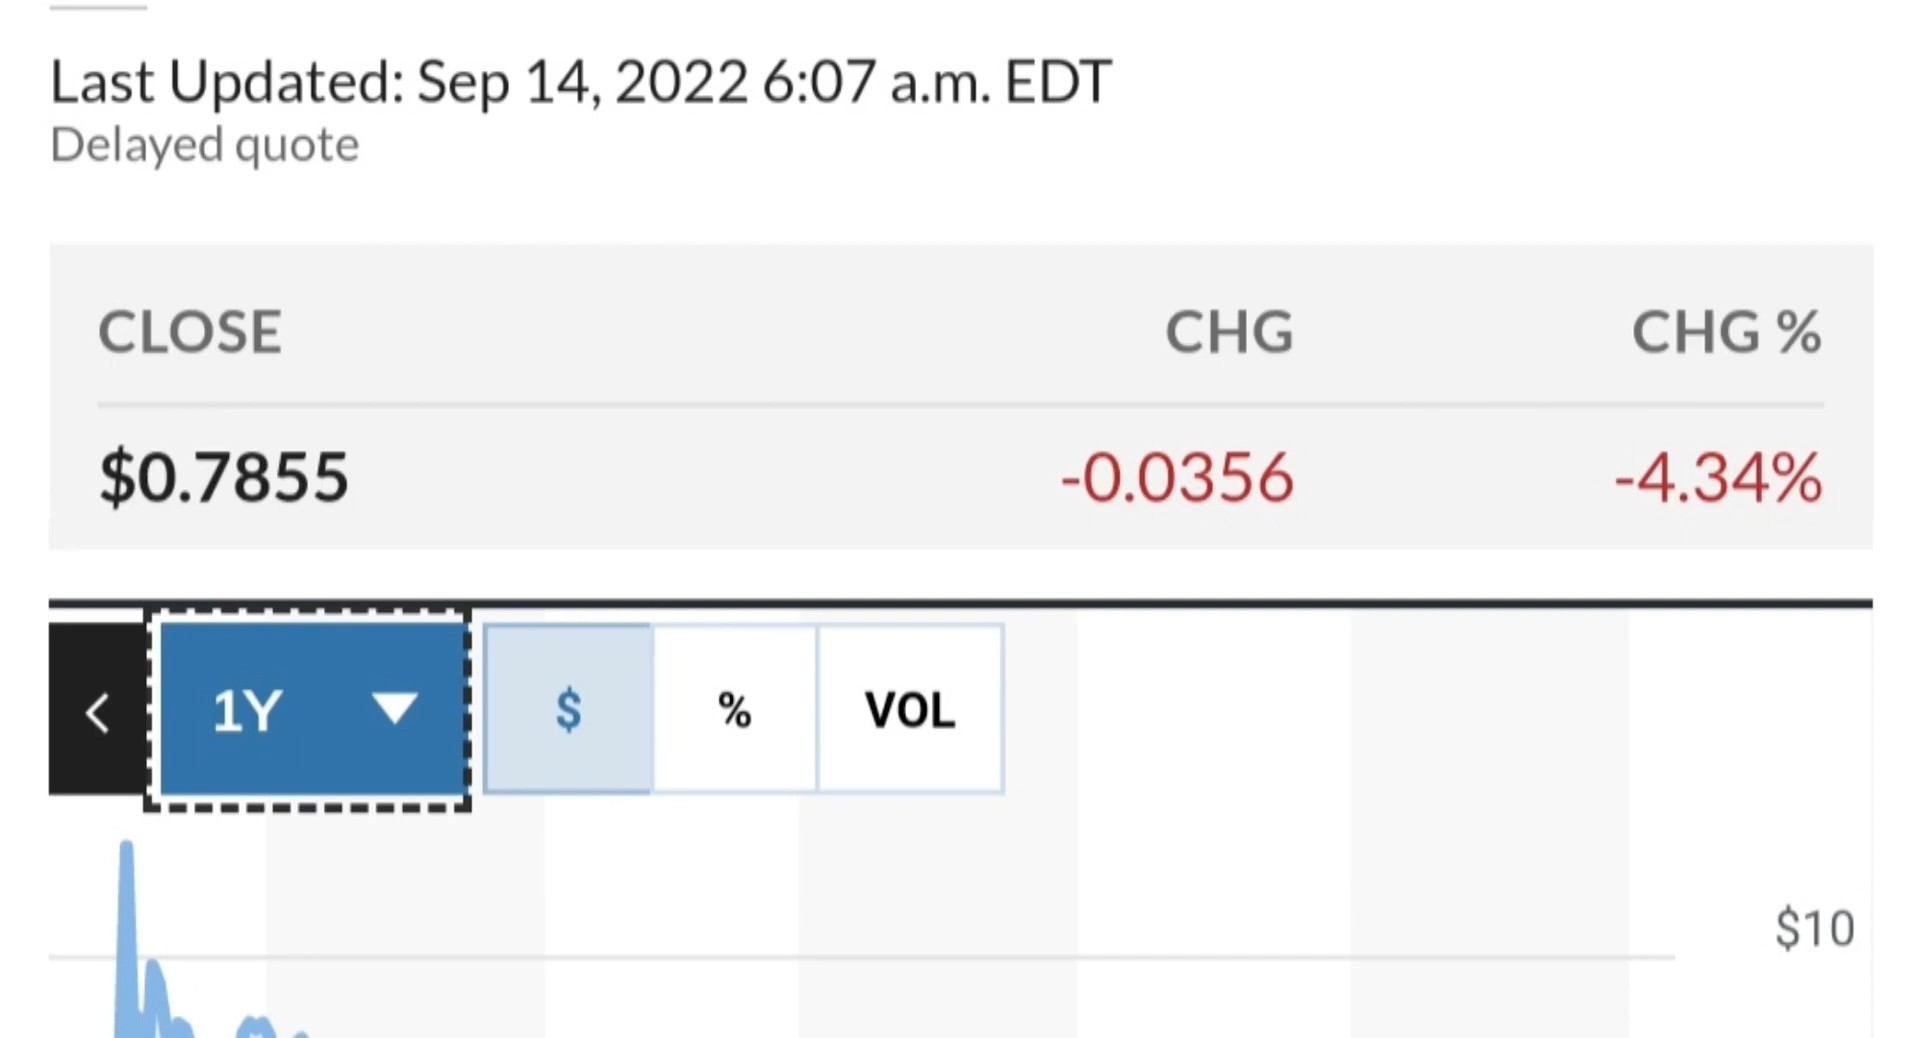 Last Updated: Sep 14, 2022 6:07 a.m. EDT
Delayed quote
CLOSE CHG CHG %
$0.7855 -0.0356 -4.34%
1Y $ % VOL
$10